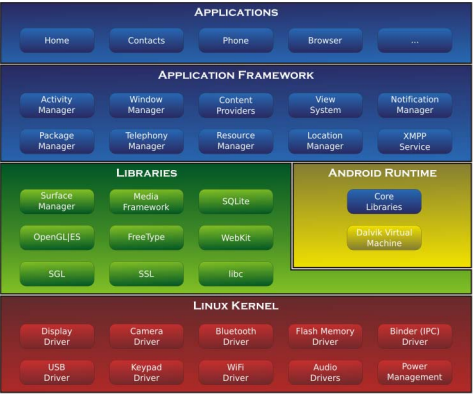 APPLICATIONS
Home
Contacts
Phone
Browser
...
APPLICATION FRAMEWORK
Activity
Manager
Window
Manager
Content
Providers
View
System
Notification
Manager
Package
Manager
Telephony
Manager
Resource
Manager
Location
Manager
XMPP
Service
LIBRARIES
Surface
Manager
Media
Framework
SQLite
OpenGL|ES
FreeType
WebKit
SGL
SSL
libc
ANDROID RUNTIME
Core
Libraries
Dalvik Virtual
Machine
LINUX KERNEL
Display
Driver
Camera
Driver
Bluetooth
Driver
Flash Memory
Driver
Binder (IPC)
Driver
USB
Driver
Keypad
Driver
WiFi
Driver
Audio
Drivers
Power
Management